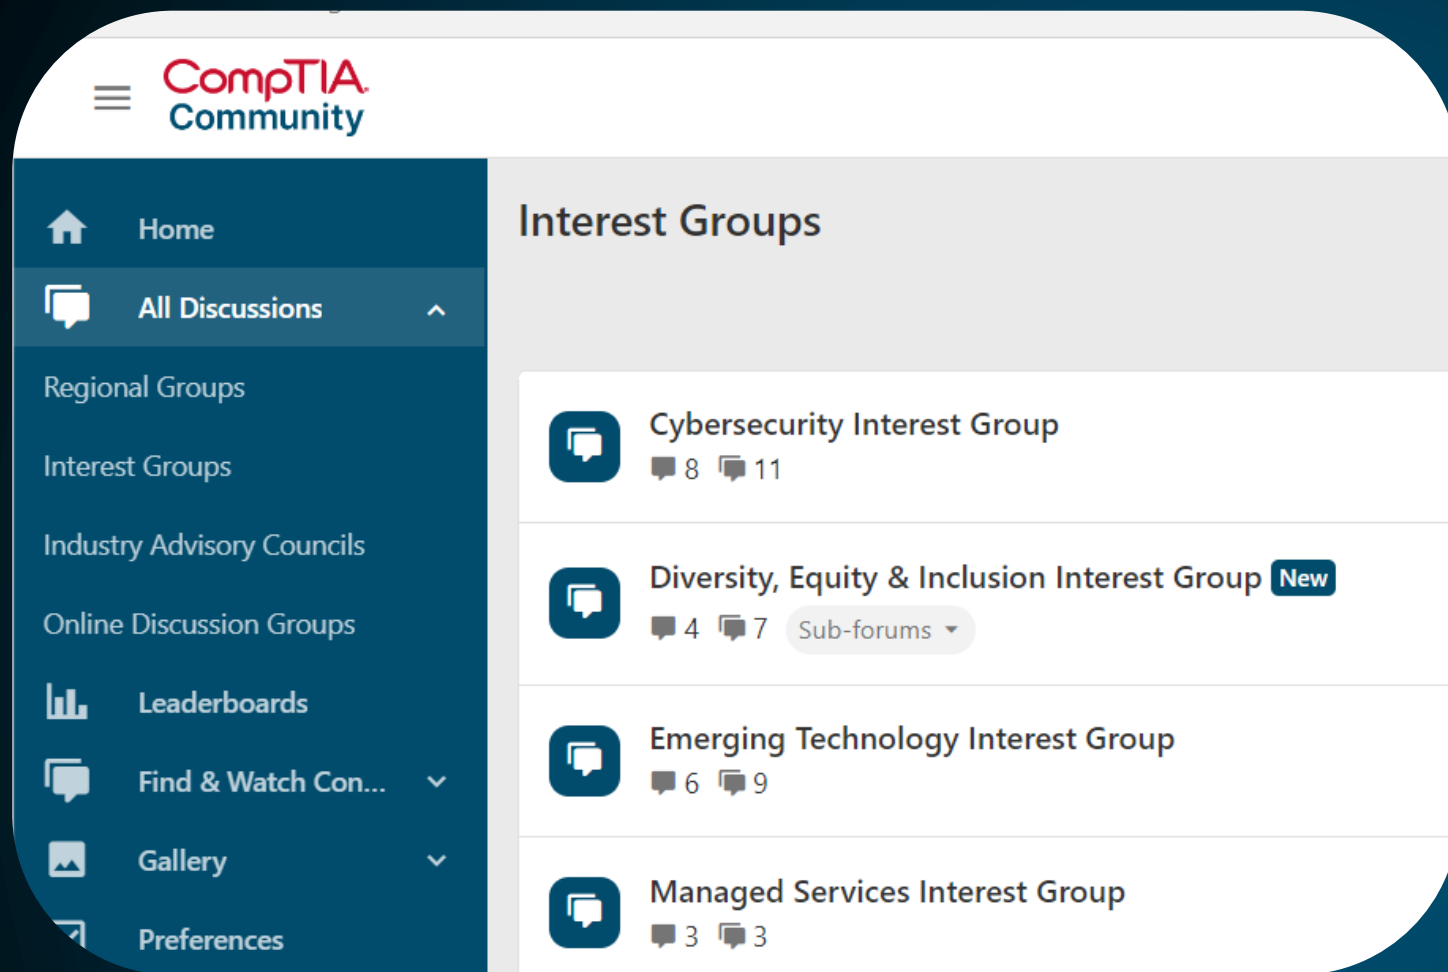 CompTIA.
Community
Home
All Discussions
Regional Groups
Interest Groups
Industry Advisory Councils
Online Discussion Groups
Leaderboards
Find & Watch Con...
Gallery
Preferences
Interest Groups
Cybersecurity Interest Group
8 11
Diversity, Equity & Inclusion Interest Group New
4 7 Sub-forums
Emerging Technology Interest Group
6 9
Managed Services Interest Group
3 3